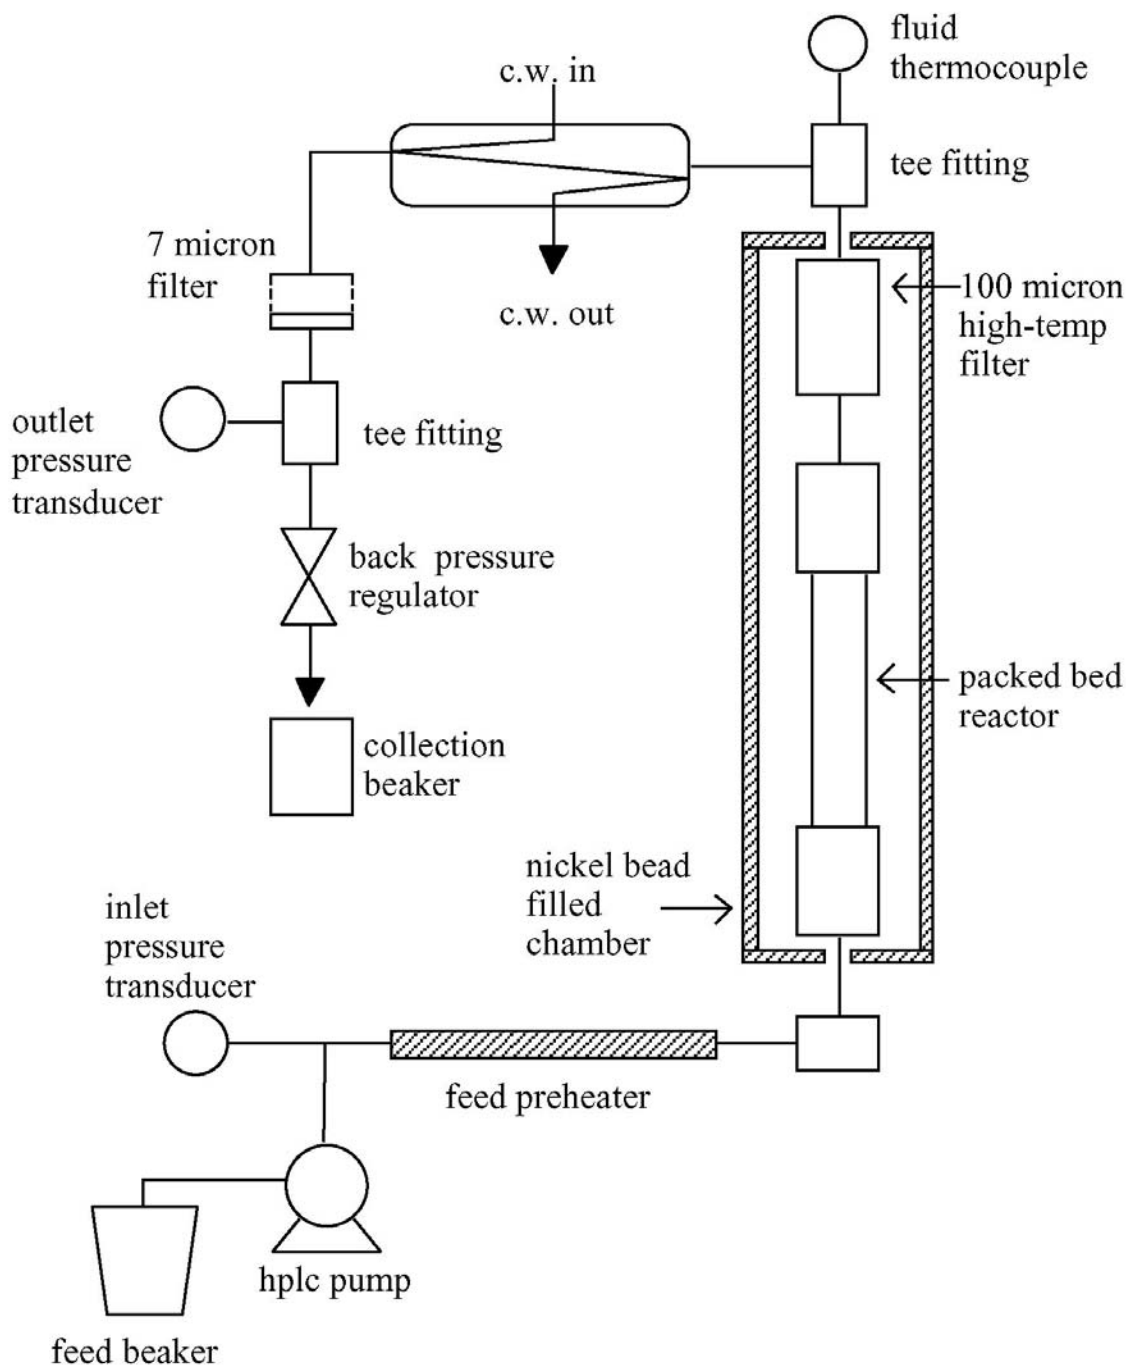 fluid
thermocouple
c.w. in
tee fitting
7 micron
filter
c.w. out
100 micron
high-temp
filter
outlet
pressure
transducer
tee fitting
back pressure
regulator
packed bed
reactor
collection
beaker
nickel bead
filled
chamber
inlet
pressure
transducer
feed preheater
hplc pump
feed beaker